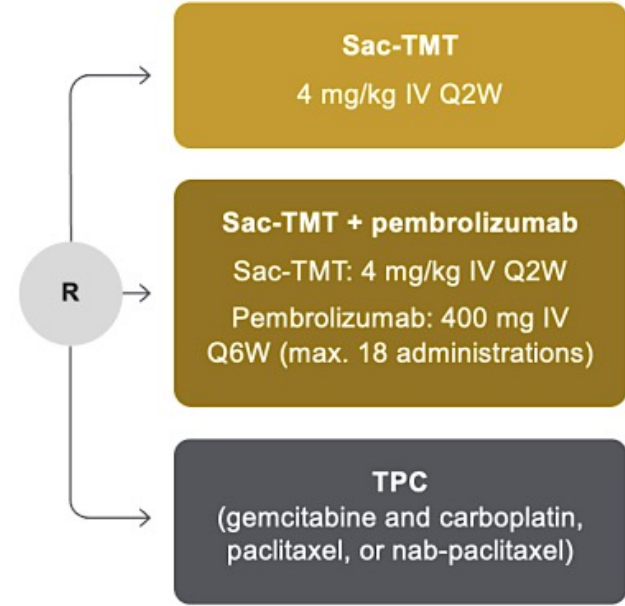 Sac-TMT
4 mg/kg IV Q2W
R
Sac-TMT + pembrolizumab
Sac-TMT: 4 mg/kg IV Q2W
Pembrolizumab: 400 mg IV
Q6W (max. 18 administrations)
TPC
(gemcitabine and carboplatin,
paclitaxel, or nab-paclitaxel)